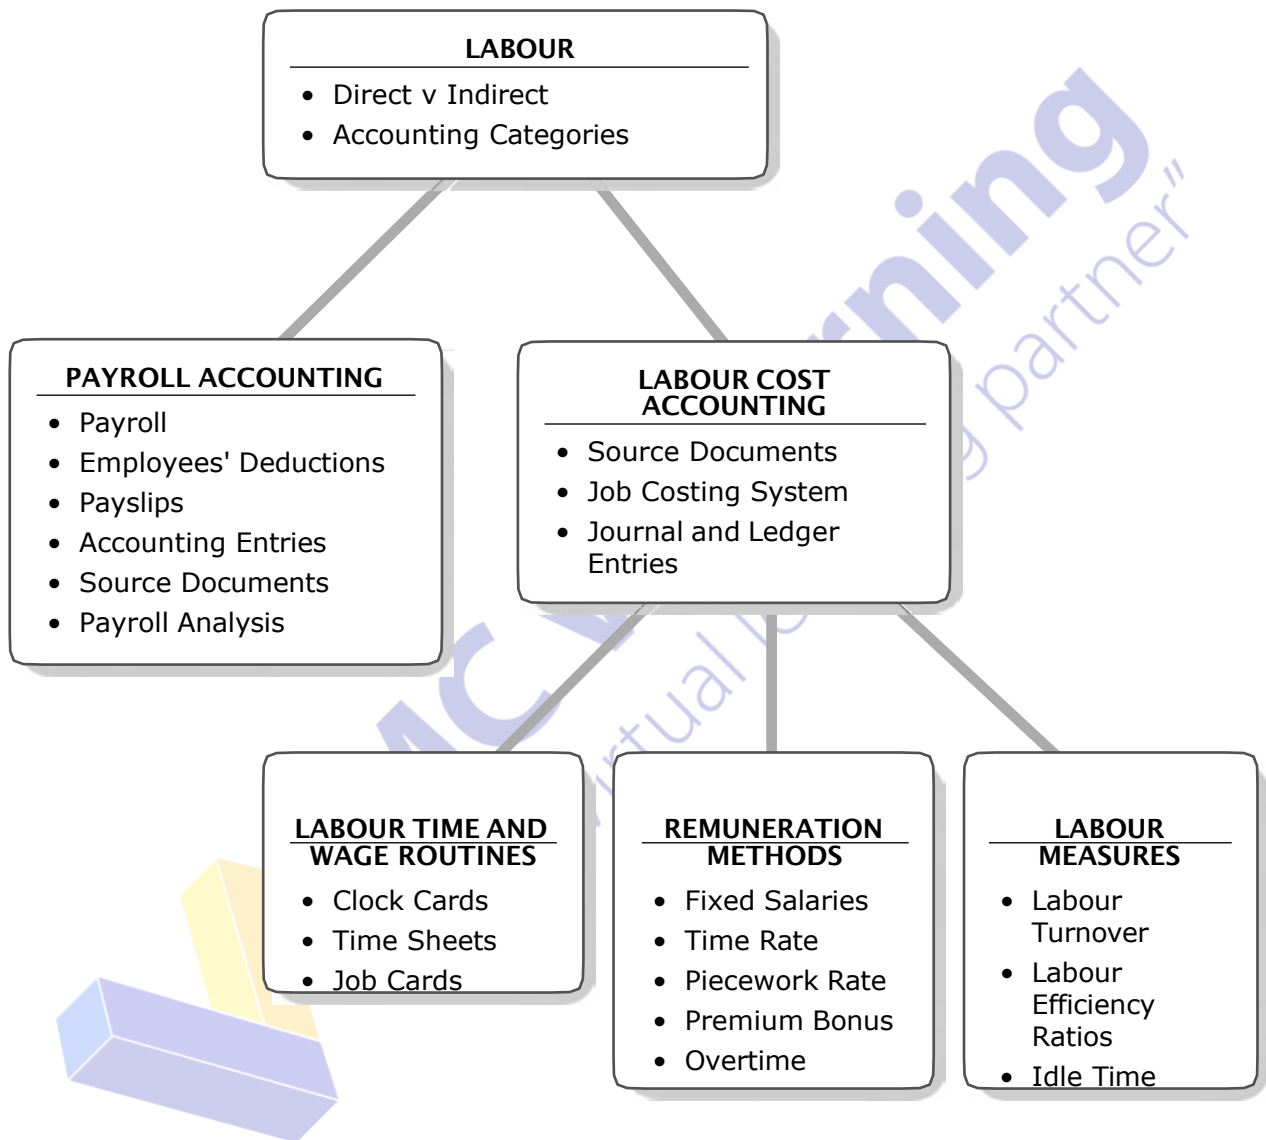 LABOUR
• Direct v Indirect
• Accounting Categories
PAYROLL ACCOUNTING
• Payroll
• Employees' Deductions
• Payslips
• Accounting Entries
• Source Documents
• Payroll Analysis
LABOUR COST
ACCOUNTING
• Source Documents
• Job Costing System
• Journal and Ledger
Entries
LABOUR TIME AND
WAGE ROUTINES
• Clock Cards
• Time Sheets
• Job Cards
REMUNERATION
METHODS
• Fixed Salaries
• Time Rate
• Piecework Rate
• Premium Bonus
• Overtime
LABOUR
MEASURES
• Labour
Turnover
• Labour
Efficiency
Ratios
• Idle Time
partner”